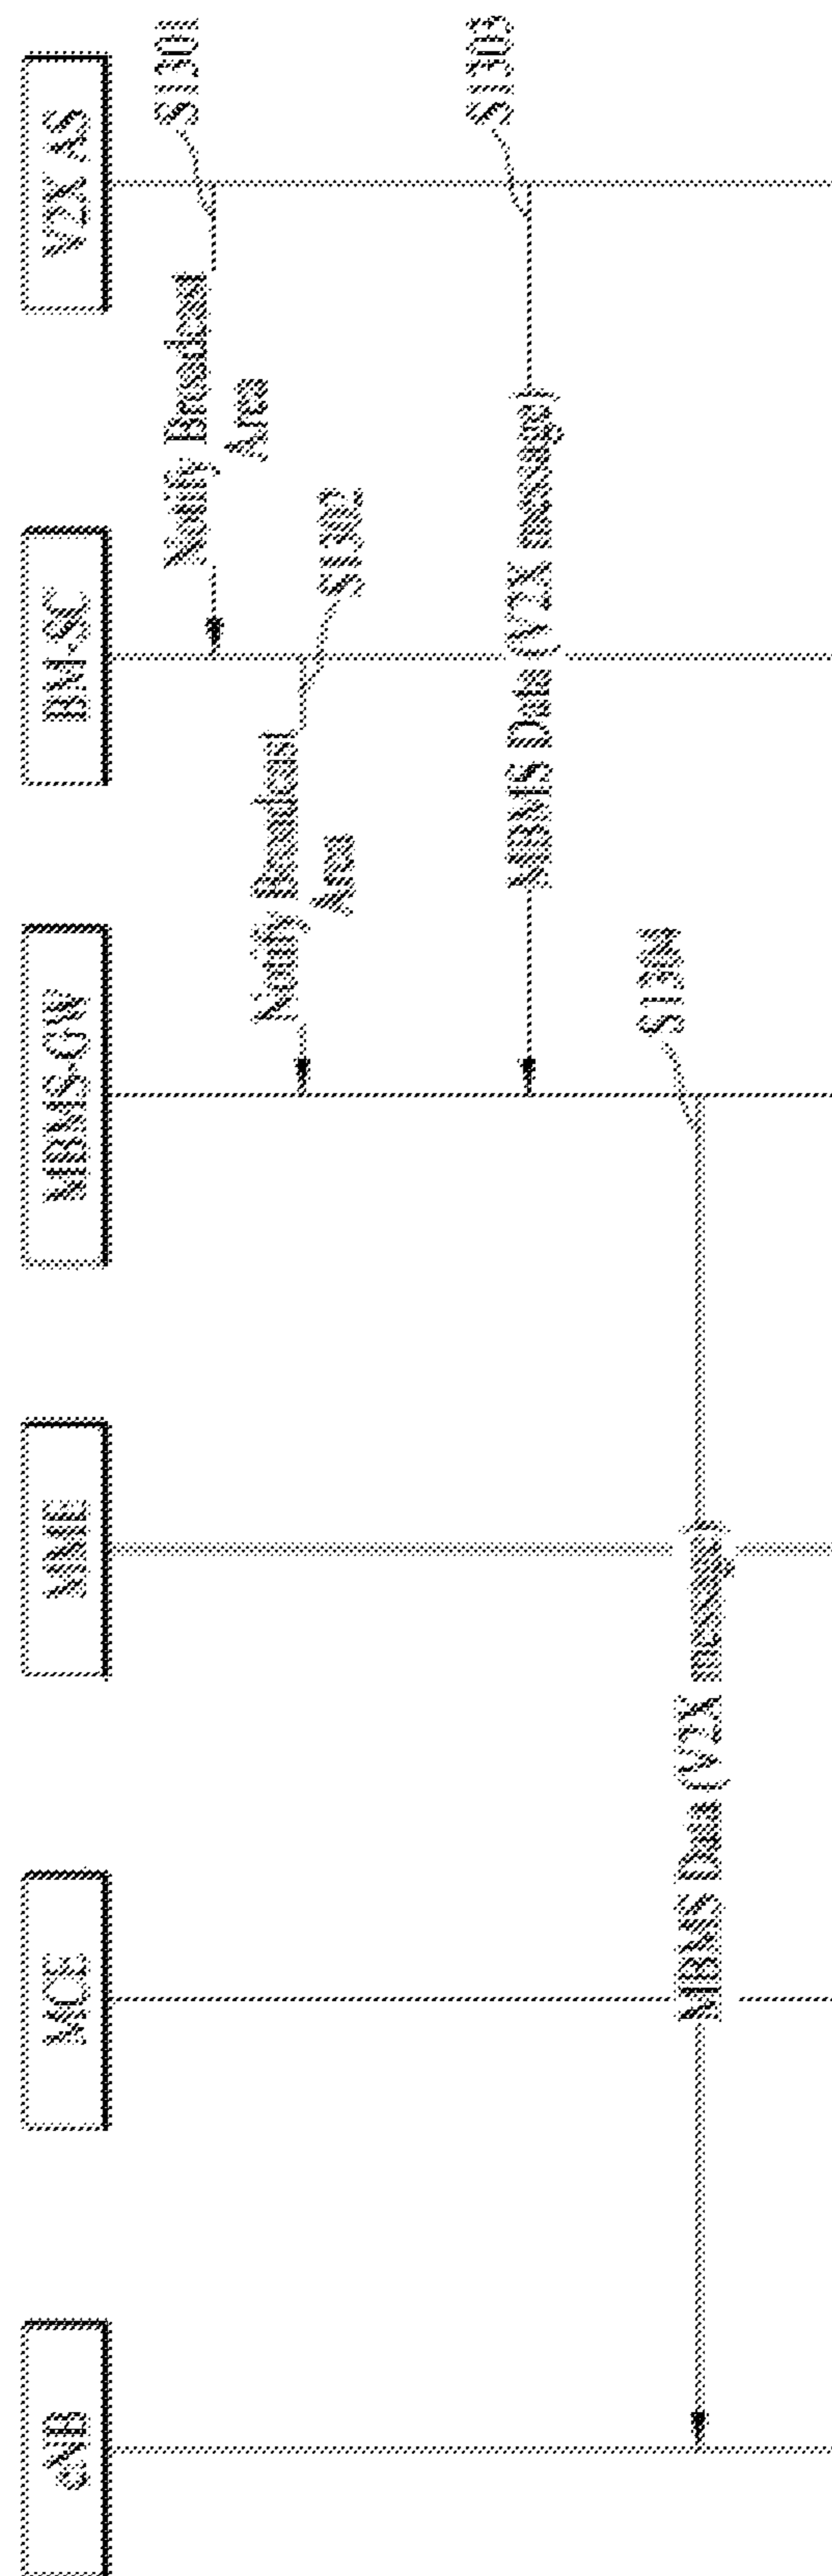 eNB
MCE
MME
MBMS-GW
BM-SC
V2X AS
S1301
Notify Broadcast
Area
S1302
Notify Broadcast
Area
S1303
MBMS Data (V2X message)
S1304
MBMS Data (V2X message)